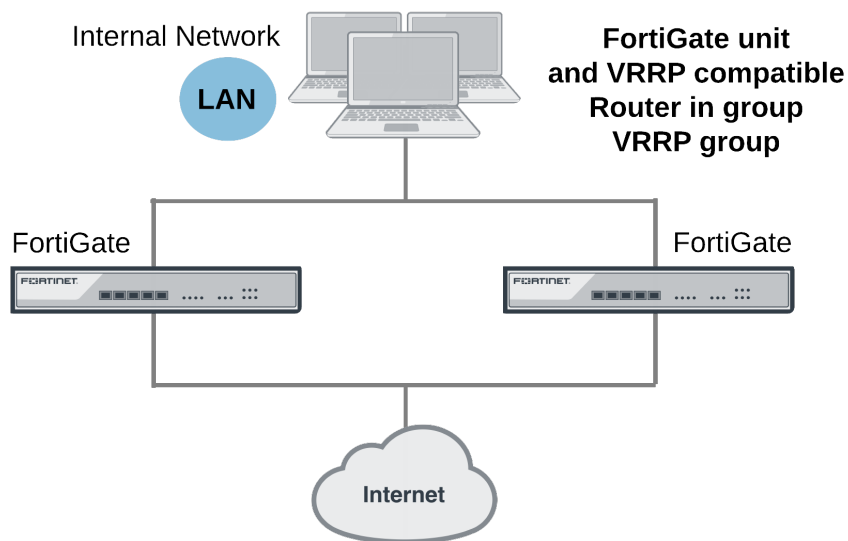 Internal Network
LAN
FortiGate unit
and VRRP compatible
Router in group
VRRP group
FortiGate
FortiGate
FORTINET
FORTINET
Internet